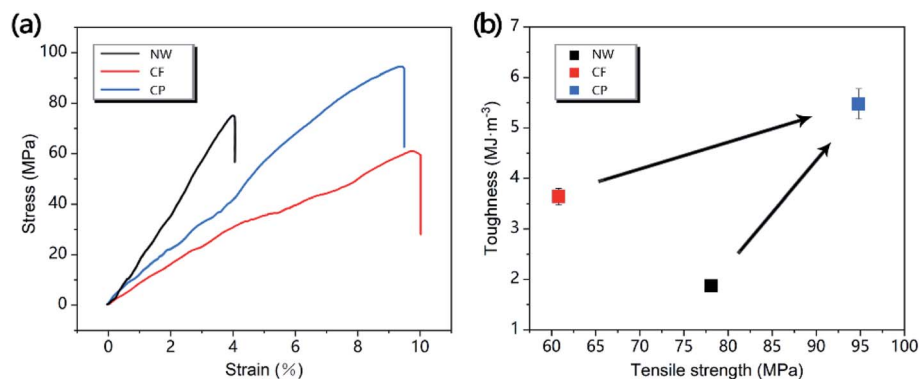 (a)
NW
CF
CP
100
80
60
40
20
0
Stress (MPa)
0 2 4 6 8 10
Strain (%)
(b)
NW
CF
CP
7
6
5
4
3
2
1
Toughness (MJ·m⁻³)
60 65 70 75 80 85 90 95 100
Tensile strength (MPa)